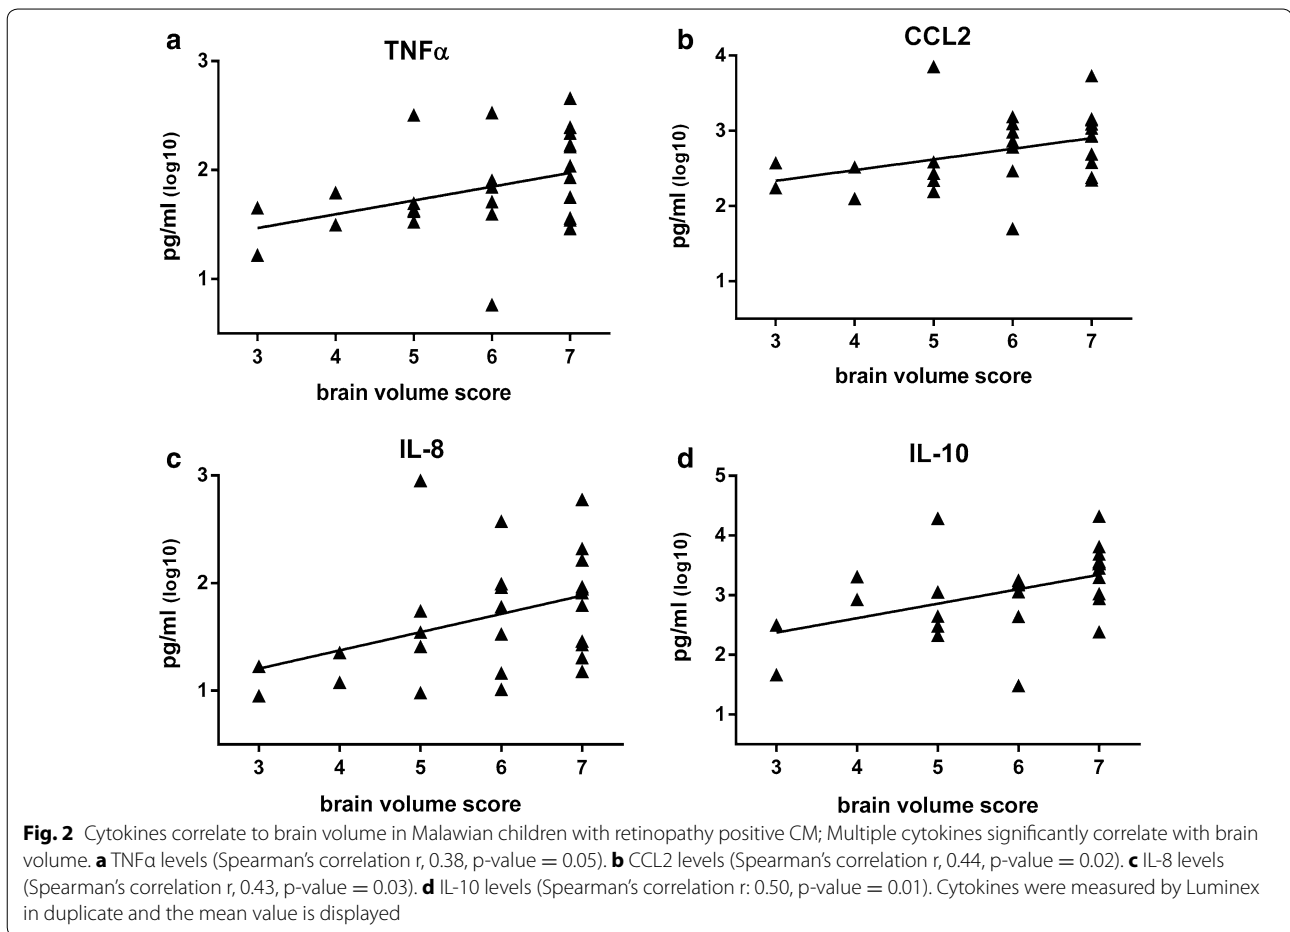 a
TNFα
3
2
1
pg/ml (log10)
3 4 5 6 7
brain volume score
b
CCL2
4
3
2
1
pg/ml (log10)
3 4 5 6 7
brain volume score
c
IL-8
3
2
1
pg/ml (log10)
3 4 5 6 7
brain volume score
d
IL-10
5
4
3
2
1
pg/ml (log10)
3 4 5 6 7
brain volume score
Fig. 2 Cytokines correlate to brain volume in Malawian children with retinopathy positive CM; Multiple cytokines significantly correlate with brain
volume. a TNFα levels (Spearman's correlation r, 0.38, p-value = 0.05). b CCL2 levels (Spearman's correlation r, 0.44, p-value = 0.02). c IL-8 levels
(Spearman's correlation r, 0.43, p-value = 0.03). d IL-10 levels (Spearman's correlation r: 0.50, p-value = 0.01). Cytokines were measured by Luminex
in duplicate and the mean value is displayed